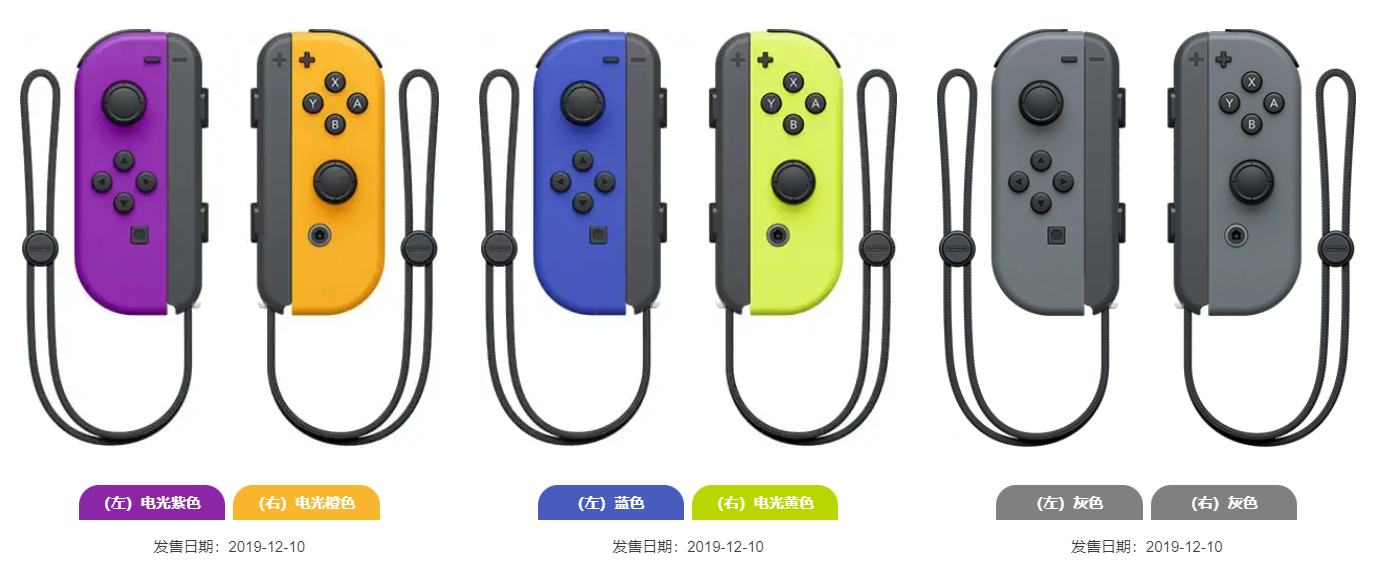 X
Y
A
B
X
Y
A
B
X
Y
A
B
(左) 电光紫色
(右) 电光橙色
(左) 蓝色
(右) 电光黄色
(左) 灰色
(右) 灰色
发售日期：2019-12-10
发售日期：2019-12-10
发售日期：2019-12-10